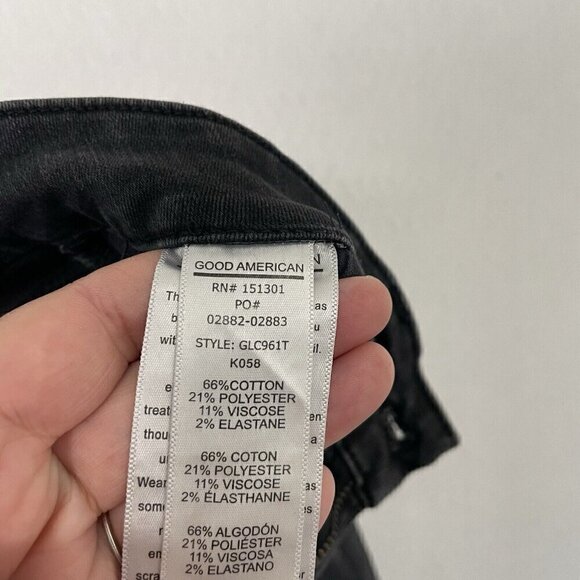 GOOD AMERICAN
RN# 151301
PO#
02882-02883
STYLE: GLC961T
K058
66%COTTON
21% POLYESTER
11% VISCOSE
2% ELASTANE
66% COTON
21% POLYESTER
11% VISCOSE
2% ÉLASTHANNE
66% ALGODÓN
21% POLIÉSTER
11% VISCOSA
2% ELASTANO